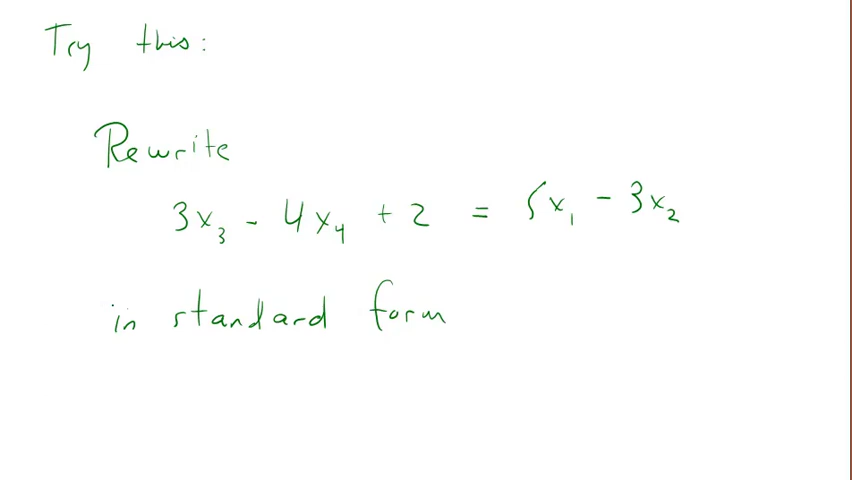 Try this:
Rewrite
3x₃ - 4x₄ + 2 = 5x₁ - 3x₂
in standard form